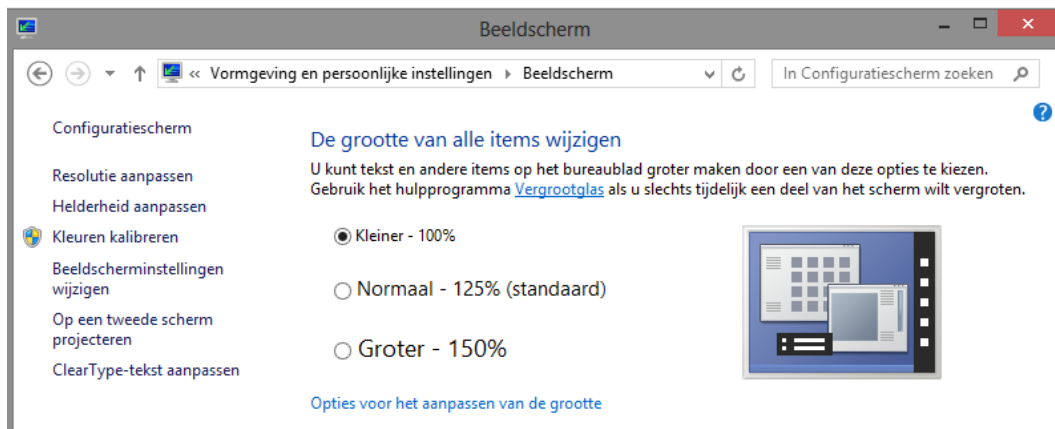 Beeldscherm
« Vormgeving en persoonlijke instellingen Beeldscherm
In Configuratiescherm zoeken
Configuratiescherm
De grootte van alle items wijzigen
U kunt tekst en andere items op het bureaublad groter maken door een van deze opties te kiezen.
Gebruik het hulpprogramma Vergrootglas als u slechts tijdelijk een deel van het scherm wilt vergroten.
Resolutie aanpassen
Helderheid aanpassen
Kleuren kalibreren
Beeldscherminstellingen
wijzigen
Op een tweede scherm
projecteren
ClearType-tekst aanpassen
Kleiner - 100%
Normaal - 125% (standaard)
Groter - 150%
Opties voor het aanpassen van de grootte